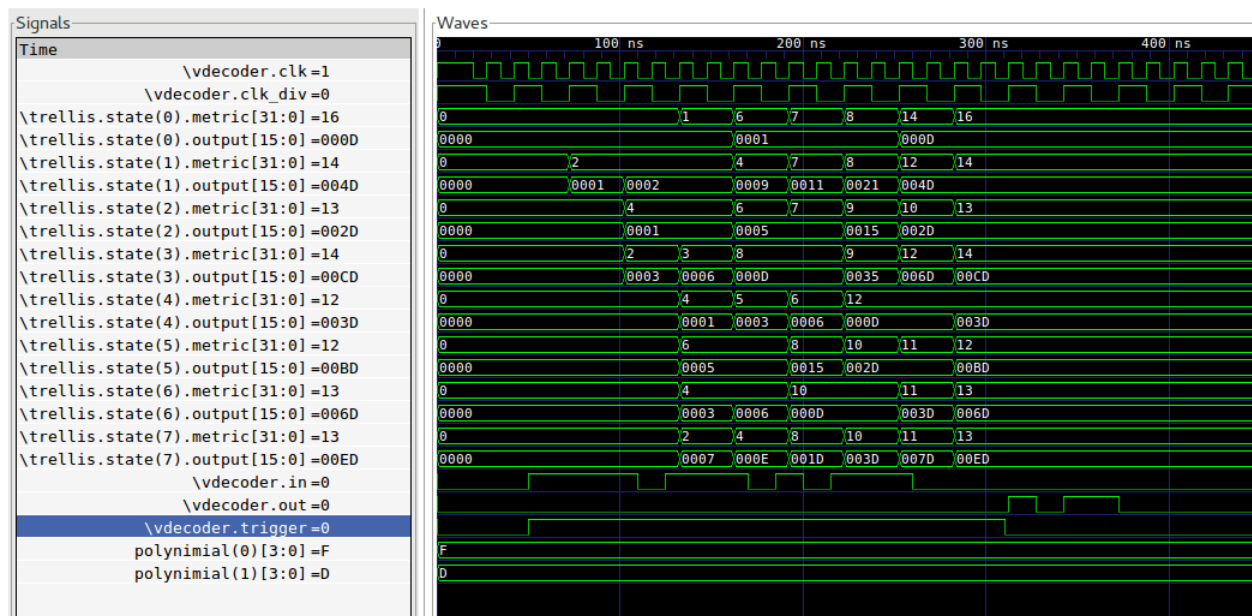 Signals
Waves
Time
0 100 ns 200 ns 300 ns 400 ns
\vdecoder.clk =1
\vdecoder.clk_div =0
\trellis.state(0).metric[31:0] =16 0 1 6 7 8 14 16
\trellis.state(0).output[15:0] =000D 0000 0001 000D
\trellis.state(1).metric[31:0] =14 0 2 4 7 8 12 14
\trellis.state(1).output[15:0] =004D 0000 0001 0002 0009 0011 0021 004D
\trellis.state(2).metric[31:0] =13 0 4 6 7 9 10 13
\trellis.state(2).output[15:0] =002D 0000 0001 0005 0015 002D
\trellis.state(3).metric[31:0] =14 0 2 3 8 9 12 14
\trellis.state(3).output[15:0] =00CD 0000 0003 0006 000D 0035 006D 00CD
\trellis.state(4).metric[31:0] =12 0 4 5 6 12
\trellis.state(4).output[15:0] =003D 0000 0001 0003 0006 000D 003D
\trellis.state(5).metric[31:0] =12 0 6 8 10 11 12
\trellis.state(5).output[15:0] =00BD 0000 0005 0015 002D 00BD
\trellis.state(6).metric[31:0] =13 0 4 10 11 13
\trellis.state(6).output[15:0] =006D 0000 0003 0006 000D 003D 006D
\trellis.state(7).metric[31:0] =13 0 2 4 8 10 11 13
\trellis.state(7).output[15:0] =00ED 0000 0007 000E 001D 003D 007D 00ED
\vdecoder.in =0
\vdecoder.out =0
\vdecoder.trigger =0
polynimial(0)[3:0] =F F
polynimial(1)[3:0] =D D